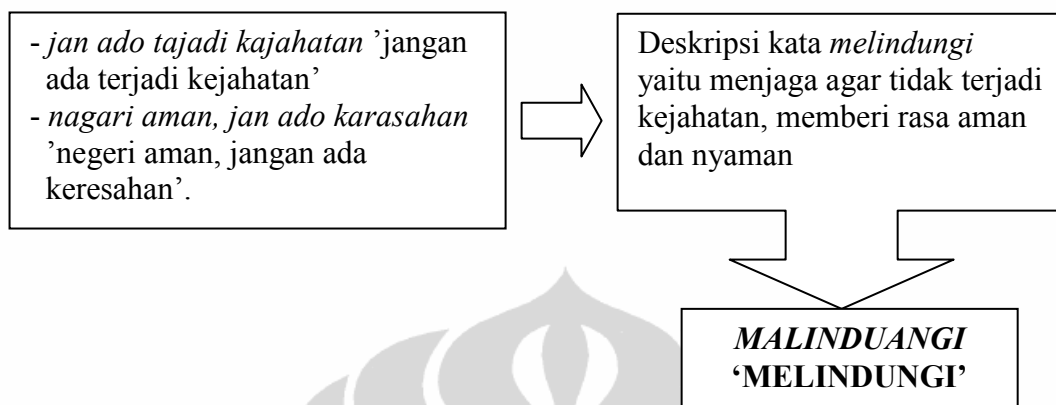 - jan ado tajadi kajahatan ’jangan
ada terjadi kejahatan’
- nagari aman, jan ado karasahan
’negeri aman, jangan ada
keresahan’.
Deskripsi kata melindungi
yaitu menjaga agar tidak terjadi
kejahatan, memberi rasa aman
dan nyaman
MALINDUANGI
‘MELINDUNGI’